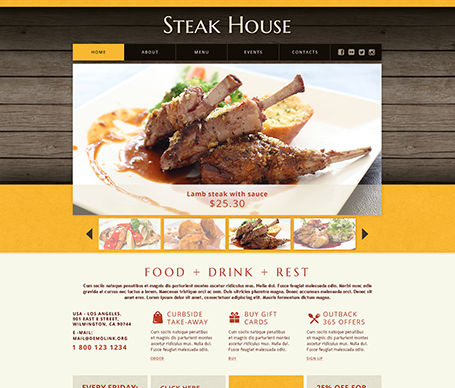 STEAK HOUSE
HOME ABOUT MENU EVENTS CONTACTS
Lamb steak with sauce
$25.30
FOOD + DRINK + REST
Cum sociis natoque penatibus et magnis dis parturient montes ascetur ridiculus mus. Nulla dui. Fusce feugiat malesuada odio. Morbi nunc odio
gravida at cursus nec luctus a lorem. Maecenas tristique orci ac sem. Duis ultricies pharetra magna. Donec accumsan malesuada orci. Donec sit
amet eros. Lorem ipsum dolor sit amet, consectetuer adipiscing elit. Mauris fermentum dictum magna.
USA - LOS ANGELES,
901 EAST E STREET,
WILMINGTON, CA 90744
E-MAIL:
MAIL@DEMOLINK.ORG
1 800 123 1234
CURBSIDE
TAKE-AWAY
Cum sociis natoque penatibus
et magnis dis parturient montes
ascetur ridiculus mus. Nulla dui.
Fusce feugiat malesuada odio.
ORDER
BUY GIFT
CARDS
Cum sociis natoque penatibus
et magnis dis parturient montes
ascetur ridiculus mus. Nulla dui.
Fusce feugiat malesuada odio.
BUY
OUTBACK
365 OFFERS
Cum sociis natoque penatibus
et magnis dis parturient montes
ascetur ridiculus mus. Nulla dui.
Fusce feugiat malesuada odio.
SIGN UP
EVERY FRIDAY:
CLICK HERE
25% OFF FOR